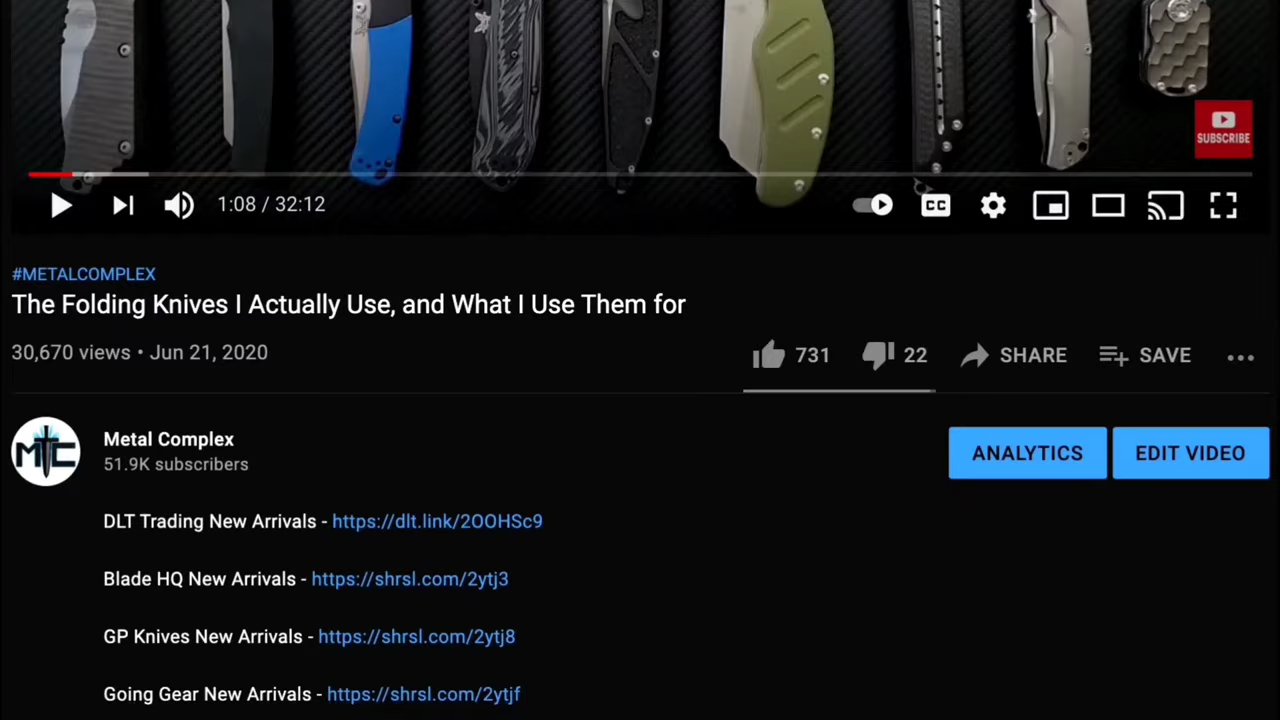 SUBSCRIBE
1:08 / 32:12
CC
#METALCOMPLEX
The Folding Knives I Actually Use, and What I Use Them for
30,670 views • Jun 21, 2020
731 22 SHARE SAVE
MTC
Metal Complex
51.9K subscribers
ANALYTICS EDIT VIDEO
DLT Trading New Arrivals - https://dlt.link/2OOHSc9
Blade HQ New Arrivals - https://shrsl.com/2ytj3
GP Knives New Arrivals - https://shrsl.com/2ytj8
Going Gear New Arrivals - https://shrsl.com/2ytjf